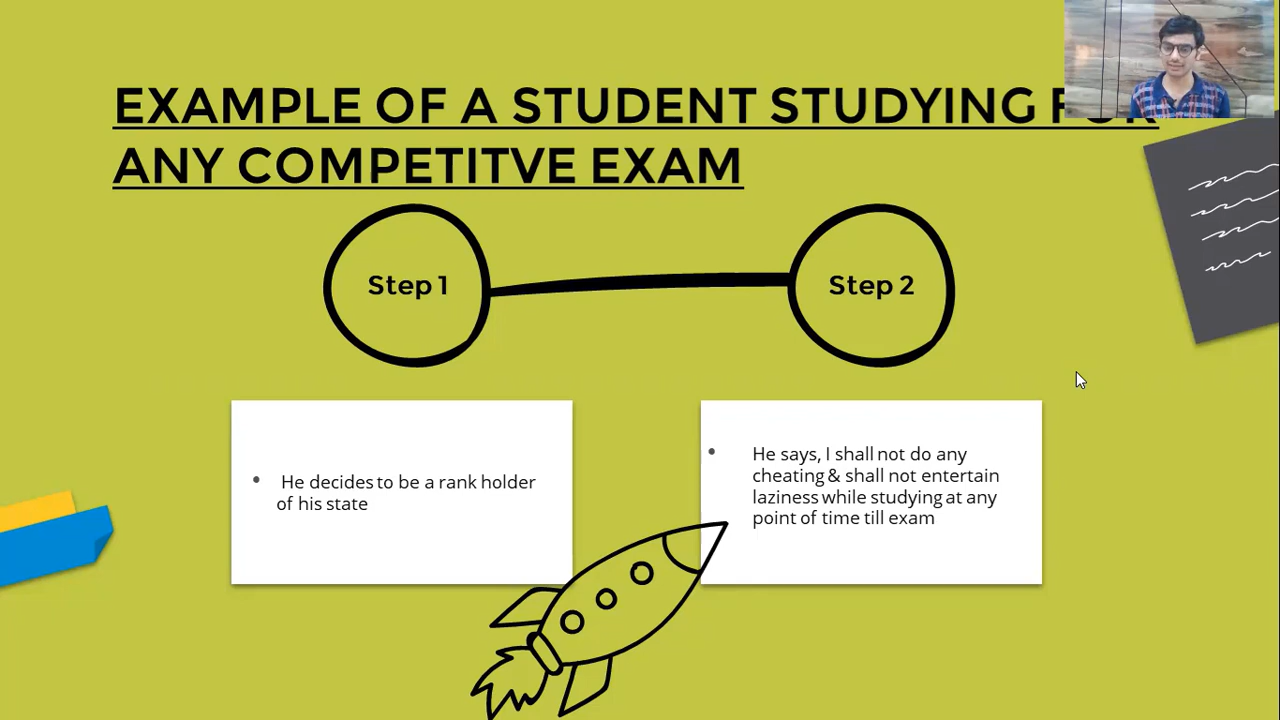 EXAMPLE OF A STUDENT STUDYING
ANY COMPETITVE EXAM
Step 1
Step 2
• He decides to be a rank holder
of his state
• He says, I shall not do any
cheating & shall not entertain
laziness while studying at any
point of time till exam